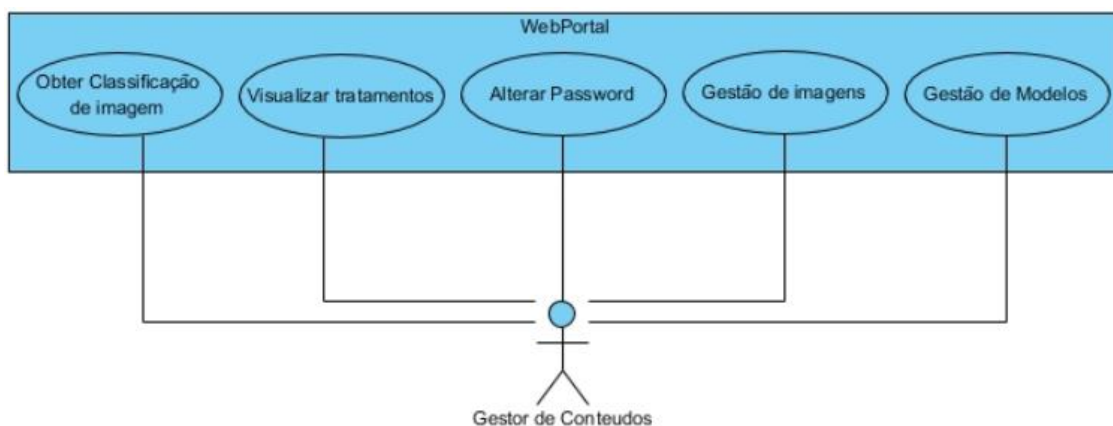 WebPortal
Obter Classificação
de imagem
Visualizar tratamentos
Alterar Password
Gestão de imagens
Gestão de Modelos
Gestor de Conteudos